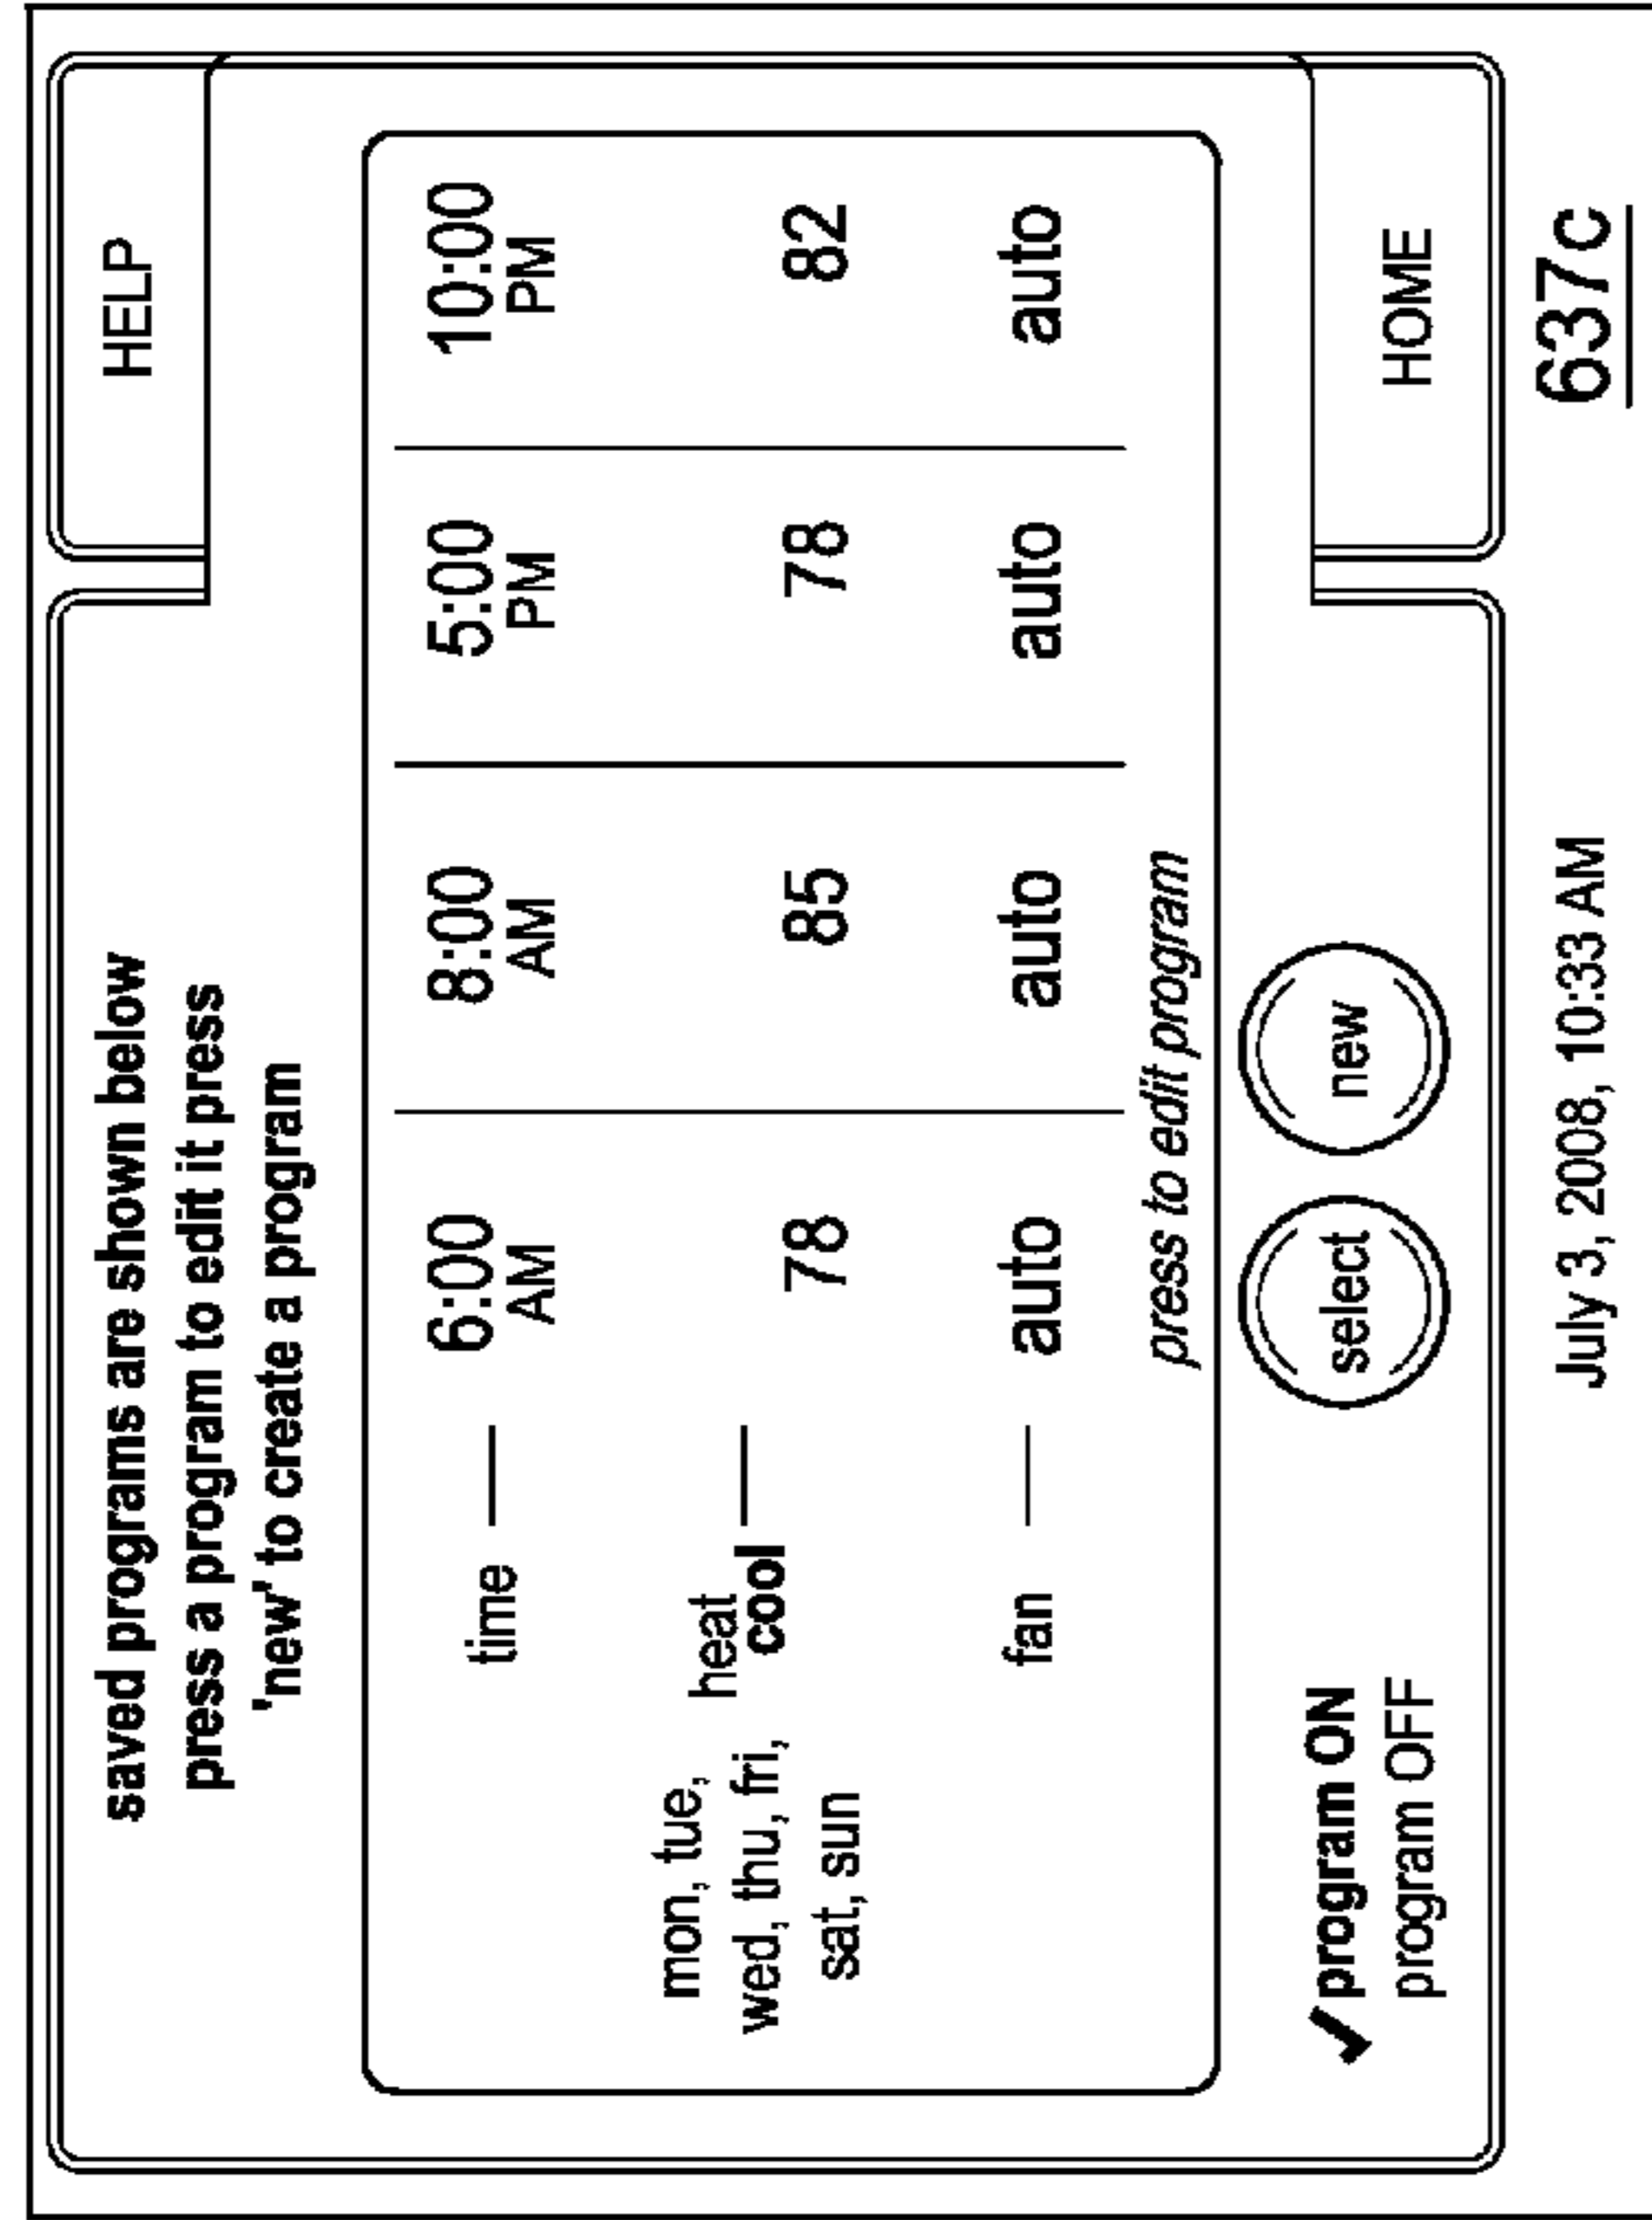 saved programs are shown below
press a program to edit it press
'new' to create a program
HELP
time — 6:00 AM 8:00 AM 5:00 PM 10:00 PM
mon, tue,
wed, thu, fri,
sat, sun
heat
cool — 78 85 78 82
fan — auto auto auto auto
press to edit program
✓ program ON
program OFF
select
new
HOME
July 3, 2008, 10:33 AM
637c